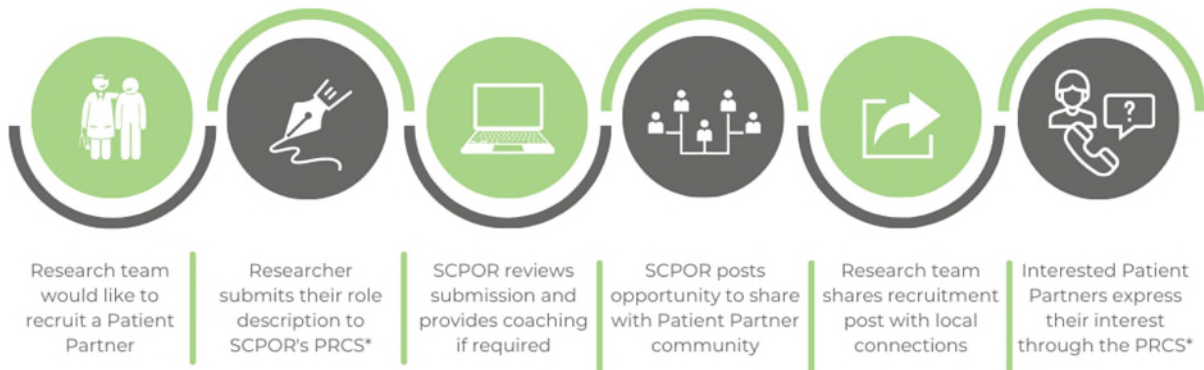 ?
Research team
would like to
recruit a Patient
Partner
Researcher
submits their role
description to
SCPOR's PRCS*
SCPOR reviews
submission and
provides coaching
if required
SCPOR posts
opportunity to share
with Patient Partner
community
Research team
shares recruitment
post with local
connections
Interested Patient
Partners express
their interest
through the PRCS*